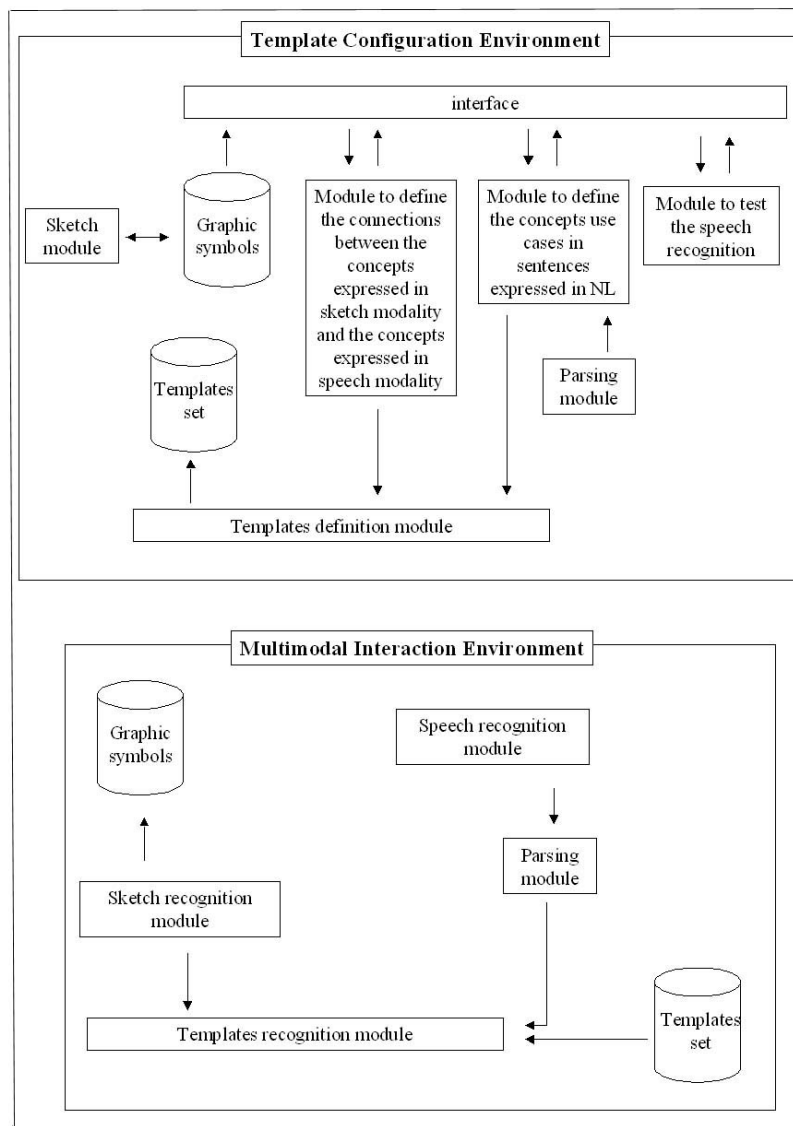 Template Configuration Environment
interface
Sketch
module
Graphic
symbols
Module to define
the connections
between the
concepts
expressed in
sketch modality
and the concepts
expressed in
speech modality
Module to define
the concepts use
cases in
sentences
expressed in NL
Module to test
the speech
recognition
Templates
set
Parsing
module
Templates definition module
Multimodal Interaction Environment
Graphic
symbols
Speech recognition
module
Parsing
module
Sketch recognition
module
Templates recognition module
Templates
set